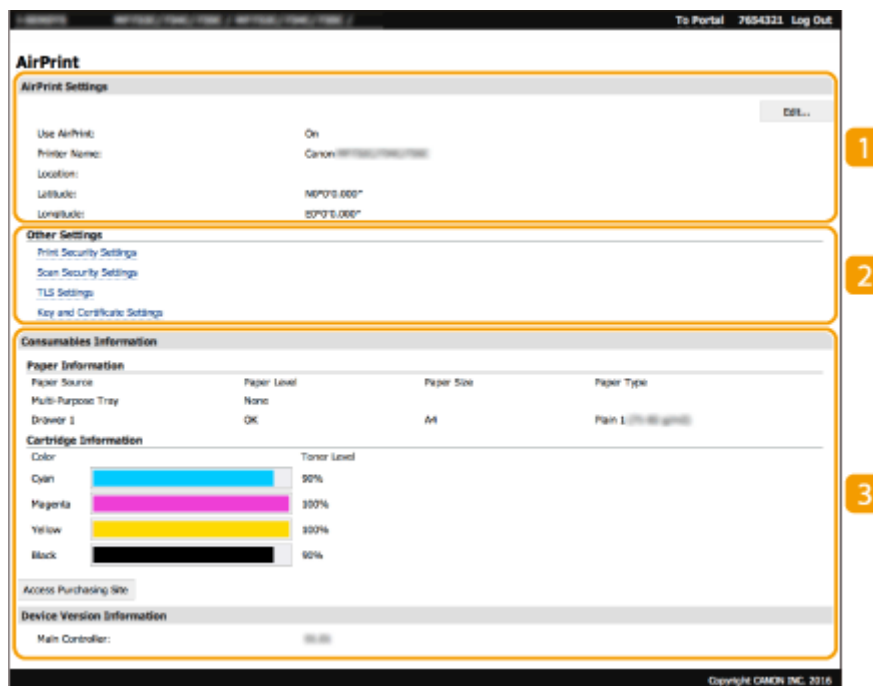 To Portal 7654321 Log Out
AirPrint
AirPrint Settings
Edit...
Use AirPrint: On
Printer Name: Canon
Location:
Latitude: N0°0'0.000"
Longitude: E0°0'0.000"
1
Other Settings
Print Security Settings
Scan Security Settings
TLS Settings
Key and Certificate Settings
2
Consumables Information
Paper Information
Paper Source Paper Level Paper Size Paper Type
Multi-Purpose Tray None
Drawer 1 OK A4 Plain 1
Cartridge Information
Color Toner Level
Cyan 90%
Magenta 100%
Yellow 100%
Black 90%
3
Access Purchasing Site
Device Version Information
Main Controller:
Copyright CANON INC. 2016